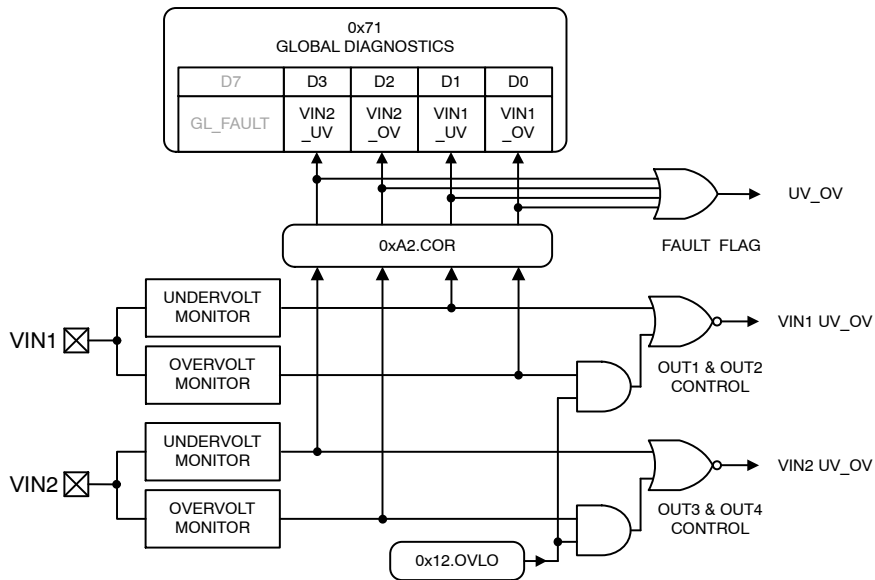 0x71
GLOBAL DIAGNOSTICS
D7 D3 D2 D1 D0
GL_FAULT VIN2 VIN2 VIN1 VIN1
_UV _OV _UV _OV
UV_OV
0xA2.COR
FAULT FLAG
UNDERVOLT
MONITOR
VIN1
VIN1 UV_OV
OVERVOLT
MONITOR
OUT1 & OUT2
CONTROL
UNDERVOLT
MONITOR
VIN2
VIN2 UV_OV
OVERVOLT
MONITOR
OUT3 & OUT4
CONTROL
0x12.OVLO